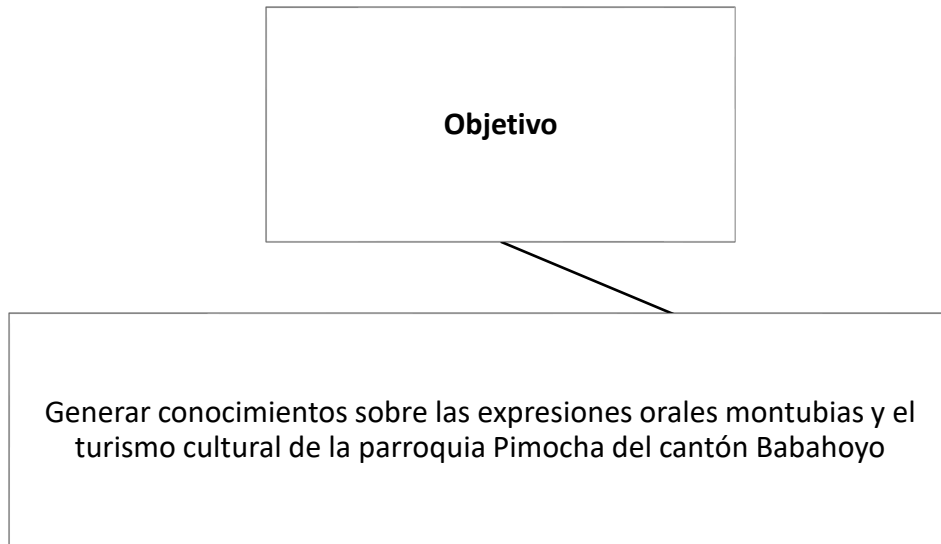 Objetivo
Generar conocimientos sobre las expresiones orales montubias y el
turismo cultural de la parroquia Pimocha del cantón Babahoyo